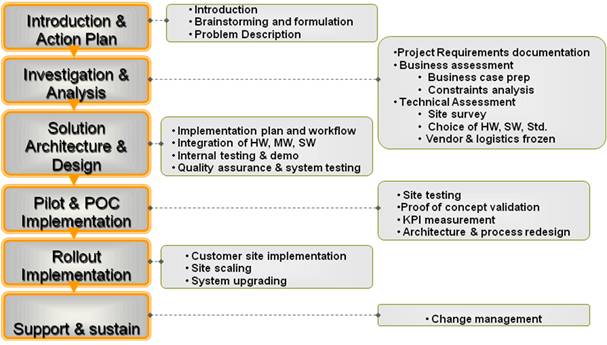 Introduction &
Action Plan
• Introduction
• Brainstorming and formulation
• Problem Description
Investigation &
Analysis
•Project Requirements documentation
• Business assessment
• Business case prep
• Constraints analysis
• Technical Assessment
• Site survey
• Choice of HW, SW, Std.
• Vendor & logistics frozen
Solution
Architecture &
Design
• Implementation plan and workflow
• Integration of HW, MW, SW
• Internal testing & demo
• Quality assurance & system testing
Pilot & POC
Implementation
• Site testing
•Proof of concept validation
• KPI measurement
• Architecture & process redesign
Rollout
Implementation
• Customer site implementation
• Site scaling
• System upgrading
Support & sustain
• Change management